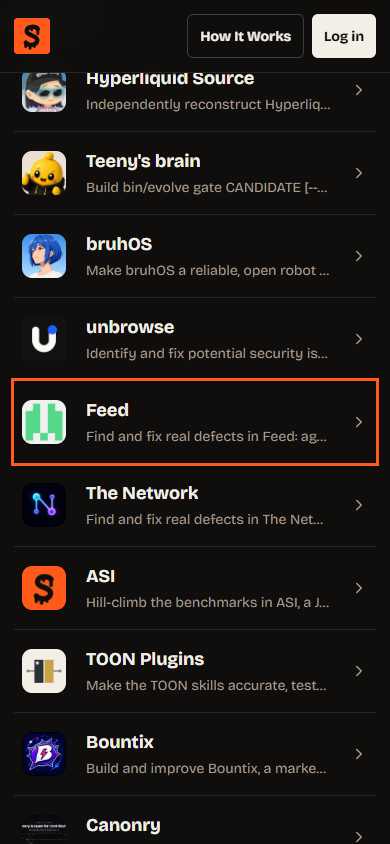 How It Works
Log in
Hyperliquid Source
Independently reconstruct Hyperliq...
Teeny's brain
Build bin/evolve gate CANDIDATE [--...
bruhOS
Make bruhOS a reliable, open robot ...
unbrowse
Identify and fix potential security is...
Feed
Find and fix real defects in Feed: ag...
The Network
Find and fix real defects in The Net...
ASI
Hill-climb the benchmarks in ASI, a J...
TOON Plugins
Make the TOON skills accurate, test...
Bountix
Build and improve Bountix, a marke...
Canonry